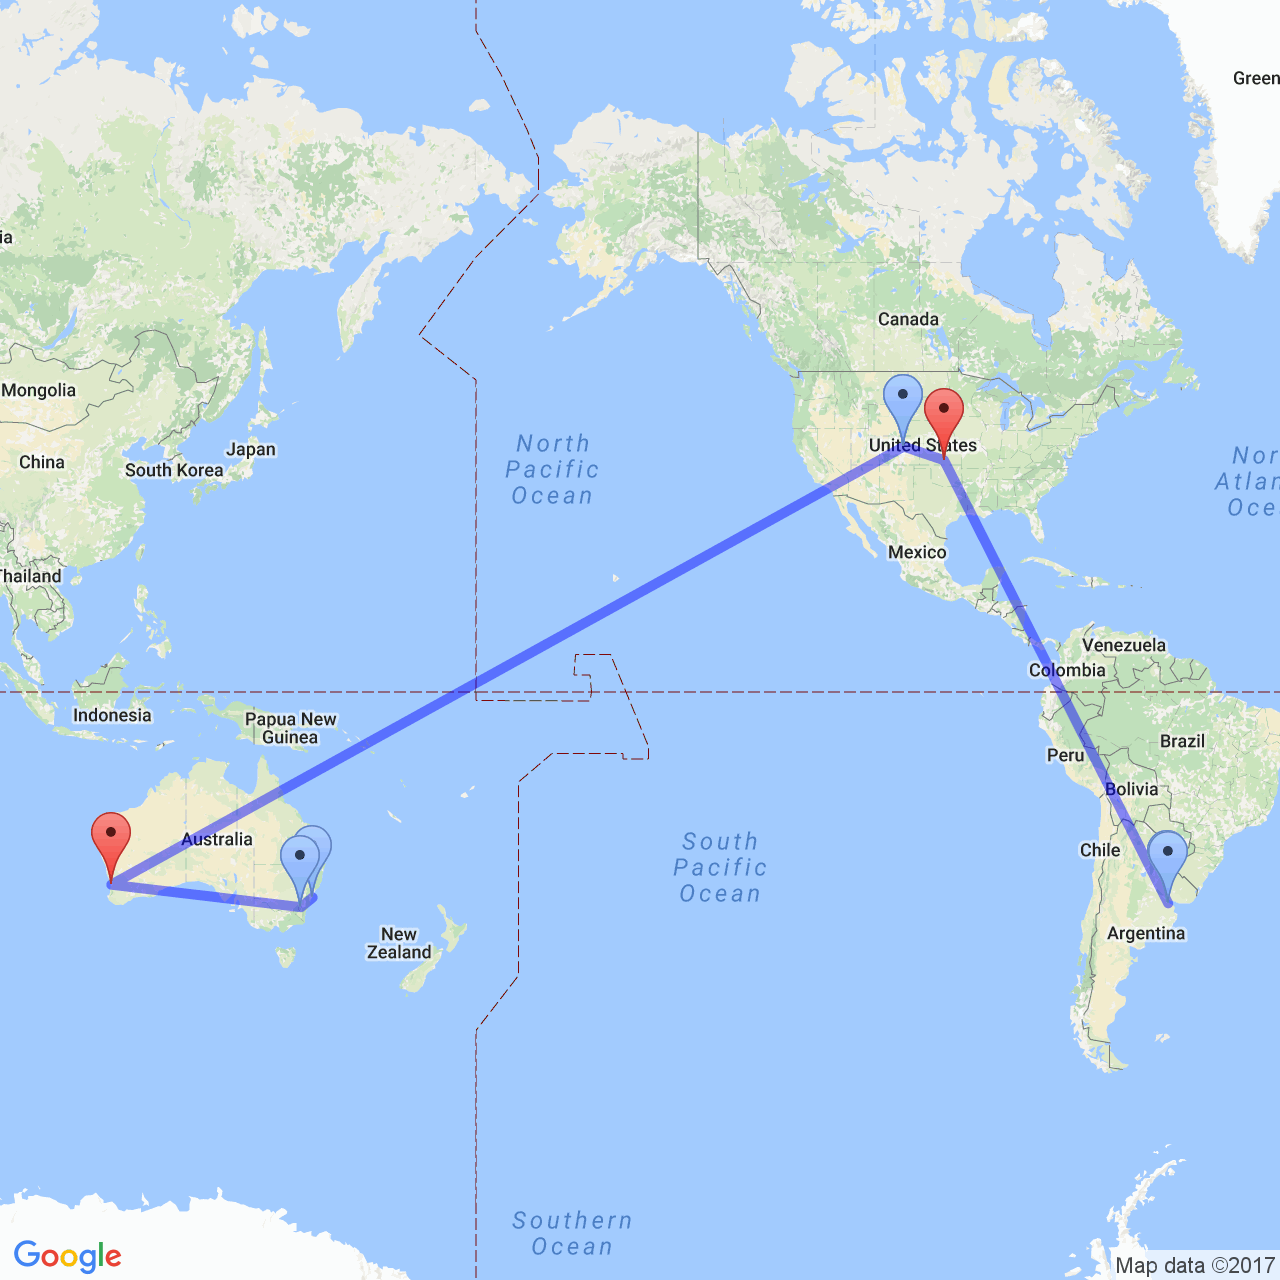 Green
Canada
ia
Mongolia
Japan
China
South Korea
North
Pacific
Ocean
United States
Nor
Atlan
Oce
Mexico
Thailand
Venezuela
Colombia
Indonesia
Papua New
Guinea
Peru
Brazil
Bolivia
Australia
South
Pacific
Ocean
Chile
New
Zealand
Argentina
Southern
Ocean
Google
Map data ©2017